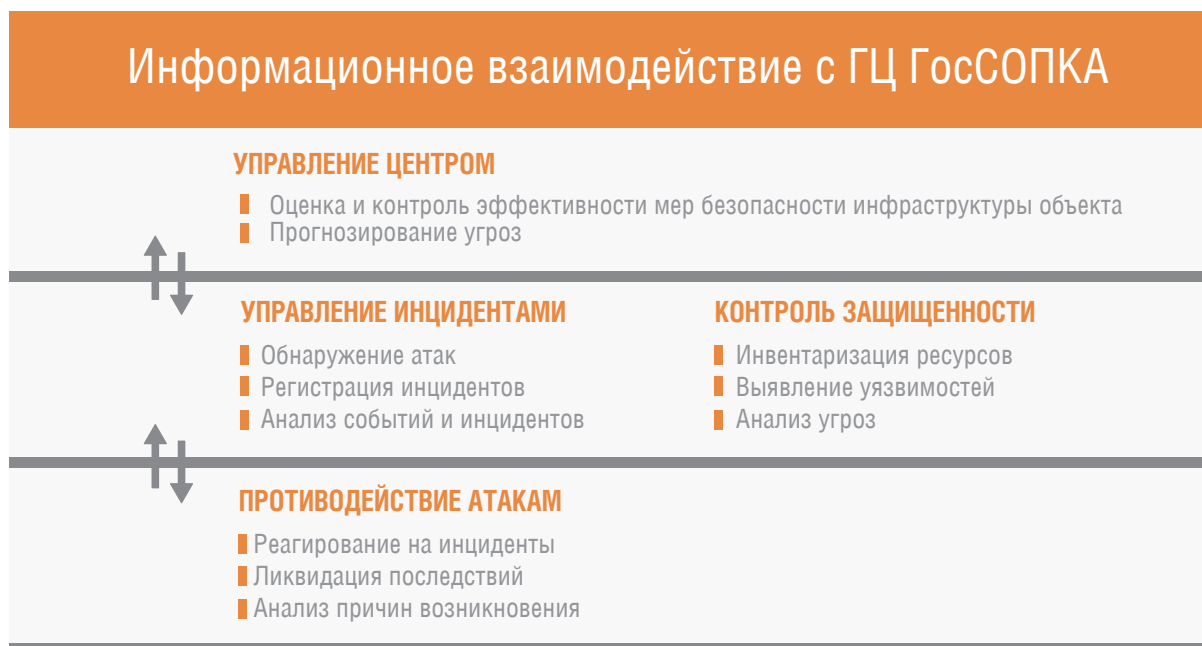 Информационное взаимодействие с ГЦ ГосСОПКА
УПРАВЛЕНИЕ ЦЕНТРОМ
Оценка и контроль эффективности мер безопасности инфраструктуры объекта
Прогнозирование угроз
УПРАВЛЕНИЕ ИНЦИДЕНТАМИ
Обнаружение атак
Регистрация инцидентов
Анализ событий и инцидентов
КОНТРОЛЬ ЗАЩИЩЕННОСТИ
Инвентаризация ресурсов
Выявление уязвимостей
Анализ угроз
ПРОТИВОДЕЙСТВИЕ АТАКАМ
Реагирование на инциденты
Ликвидация последствий
Анализ причин возникновения